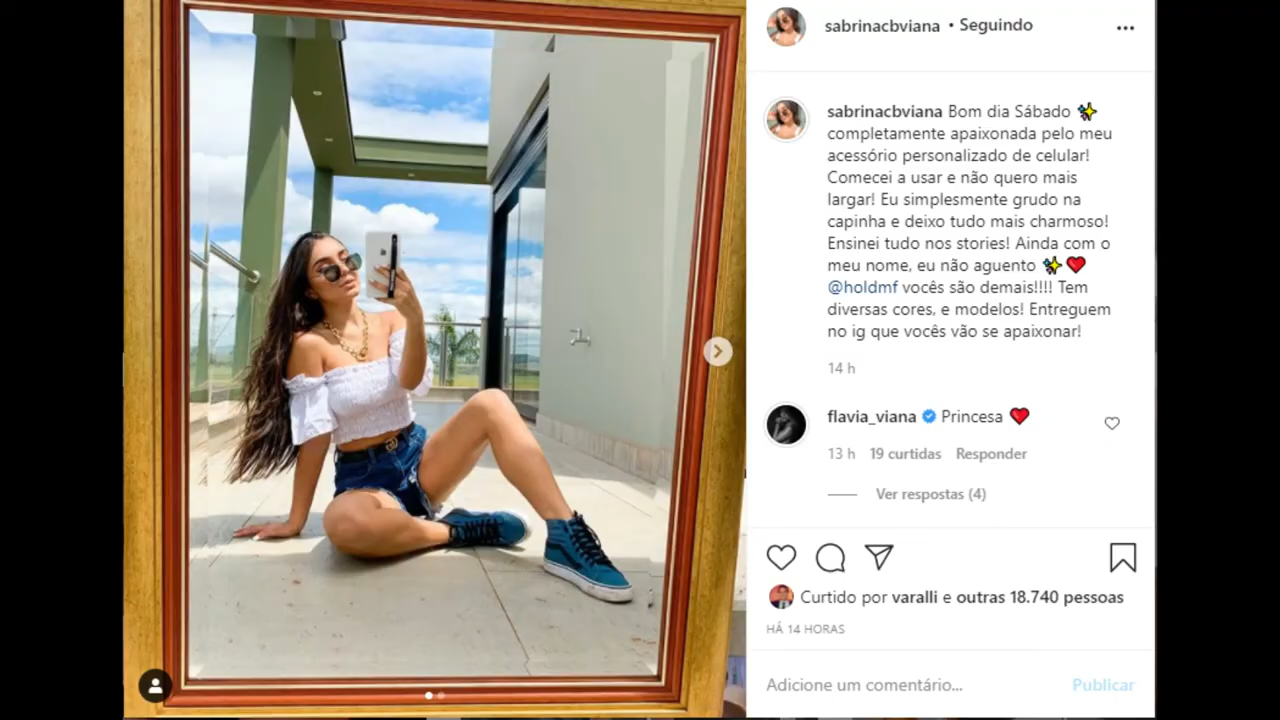 sabrinacbviana • Seguindo
sabrinacbviana Bom dia Sábado ✨
completamente apaixonada pelo meu
acessório personalizado de celular!
Comecei a usar e não quero mais
largar! Eu simplesmente grudo na
capinha e deixo tudo mais charmoso!
Ensinei tudo nos stories! Ainda com o
meu nome, eu não aguento ✨❤️
@holdmf vocês são demais!!!! Tem
diversas cores, e modelos! Entreguem
no ig que vocês vão se apaixonar!
14 h
flavia_viana Princesa ❤️
13 h 19 curtidas Responder
Ver respostas (4)
Curtido por varalli e outras 18.740 pessoas
HÁ 14 HORAS
Adicione um comentário... Publicar